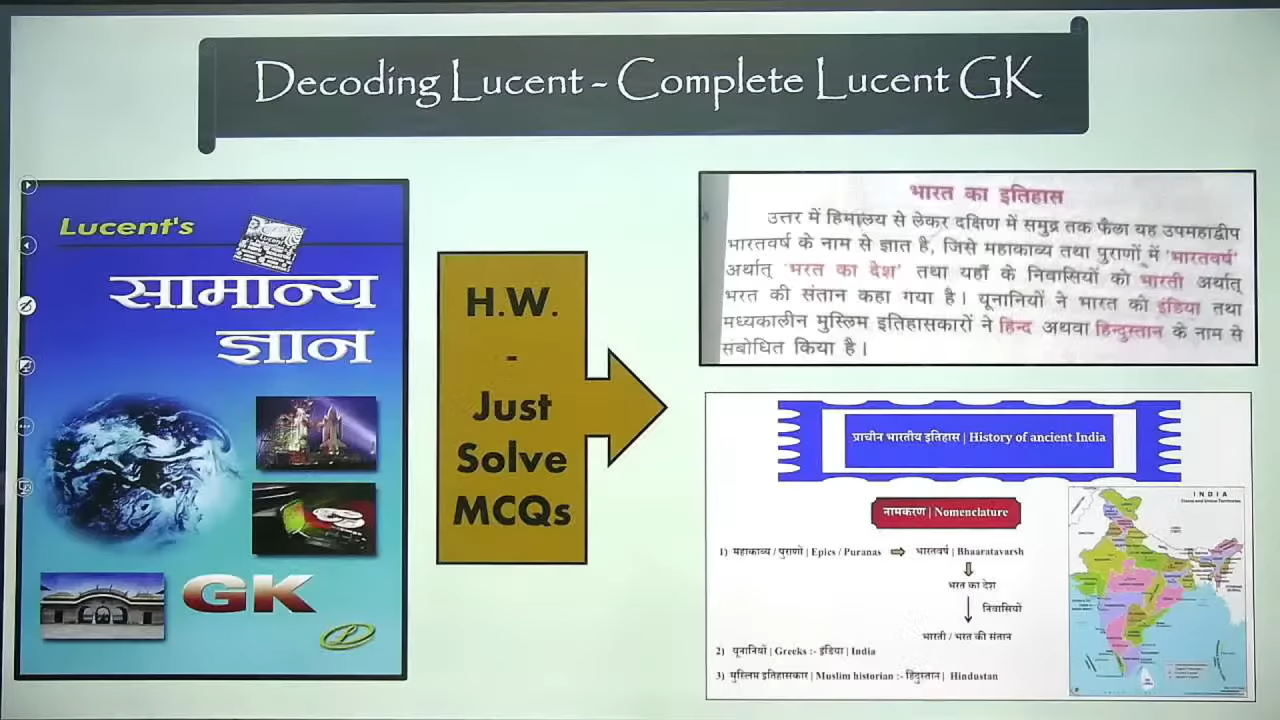 Decoding Lucent - Complete Lucent GK
Lucent's
सामान्य
ज्ञान
GK
H.W.
-
Just
Solve
MCQs
भारत का इतिहास
उत्तर में हिमालय से लेकर दक्षिण में समुद्र तक फैला यह उपमहाद्वीप
भारतवर्ष के नाम से ज्ञात है, जिसे महाकाव्य तथा पुराणों में 'भारतवर्ष'
अर्थात् 'भरत का देश' तथा यहाँ के निवासियों को भारती अर्थात्
भरत की संतान कहा गया है। यूनानियों ने भारत को इंडिया तथा
मध्यकालीन मुस्लिम इतिहासकारों ने हिन्द अथवा हिन्दुस्तान के नाम से
संबोधित किया है।
प्राचीन भारतीय इतिहास | History of ancient India
नामकरण | Nomenclature
1) महाकाव्य / पुराणो | Epics / Puranas ⇒ भारतवर्ष | Bhaaratavarsh
भरत का देश
निवासियों
भारती / भरत की संतान
2) यूनानियों | Greeks :- इंडिया | India
3) मुस्लिम इतिहासकार | Muslim historian :- हिंदुस्तान | Hindustan
INDIA